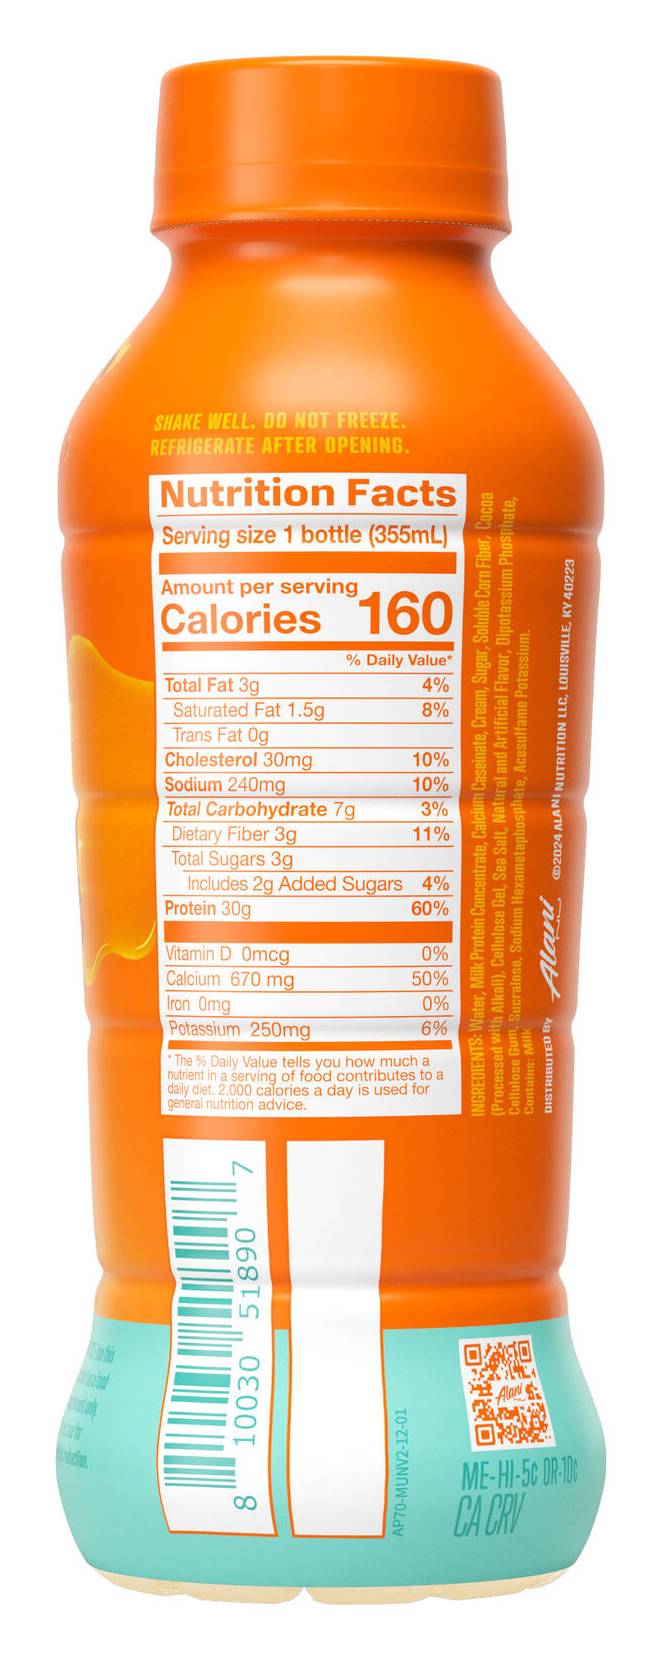 SHAKE WELL. DO NOT FREEZE.
REFRIGERATE AFTER OPENING.
Nutrition Facts
Serving size 1 bottle (355mL)
Amount per serving
Calories 160
% Daily Value*
Total Fat 3g 4%
Saturated Fat 1.5g 8%
Trans Fat 0g
Cholesterol 30mg 10%
Sodium 240mg 10%
Total Carbohydrate 7g 3%
Dietary Fiber 3g 11%
Total Sugars 3g
Includes 2g Added Sugars 4%
Protein 30g 60%
Vitamin D 0mcg 0%
Calcium 670 mg 50%
Iron 0mg 0%
Potassium 250mg 6%
* The % Daily Value tells you how much a
nutrient in a serving of food contributes to a
daily diet. 2,000 calories a day is used for
general nutrition advice.
INGREDIENTS: Water, Milk Protein Concentrate, Calcium Caseinate, Cream, Sugar, Soluble Corn Fiber, Cocoa
(Processed with Alkali), Cellulose Gel, Sea Salt, Natural and Artificial Flavor, Dipotassium Phosphate,
Cellulose Gum, Sucralose, Sodium Hexametaphosphate, Acesulfame Potassium.
Contains: Milk
DISTRIBUTED BY Alani Nu ©2024 ALANI NUTRITION LLC, LOUISVILLE, KY 40223
8 10030 51890 7
AP70-MUNV2-12-01
Alani
ME-HI-5¢ OR-10¢
CA CRV